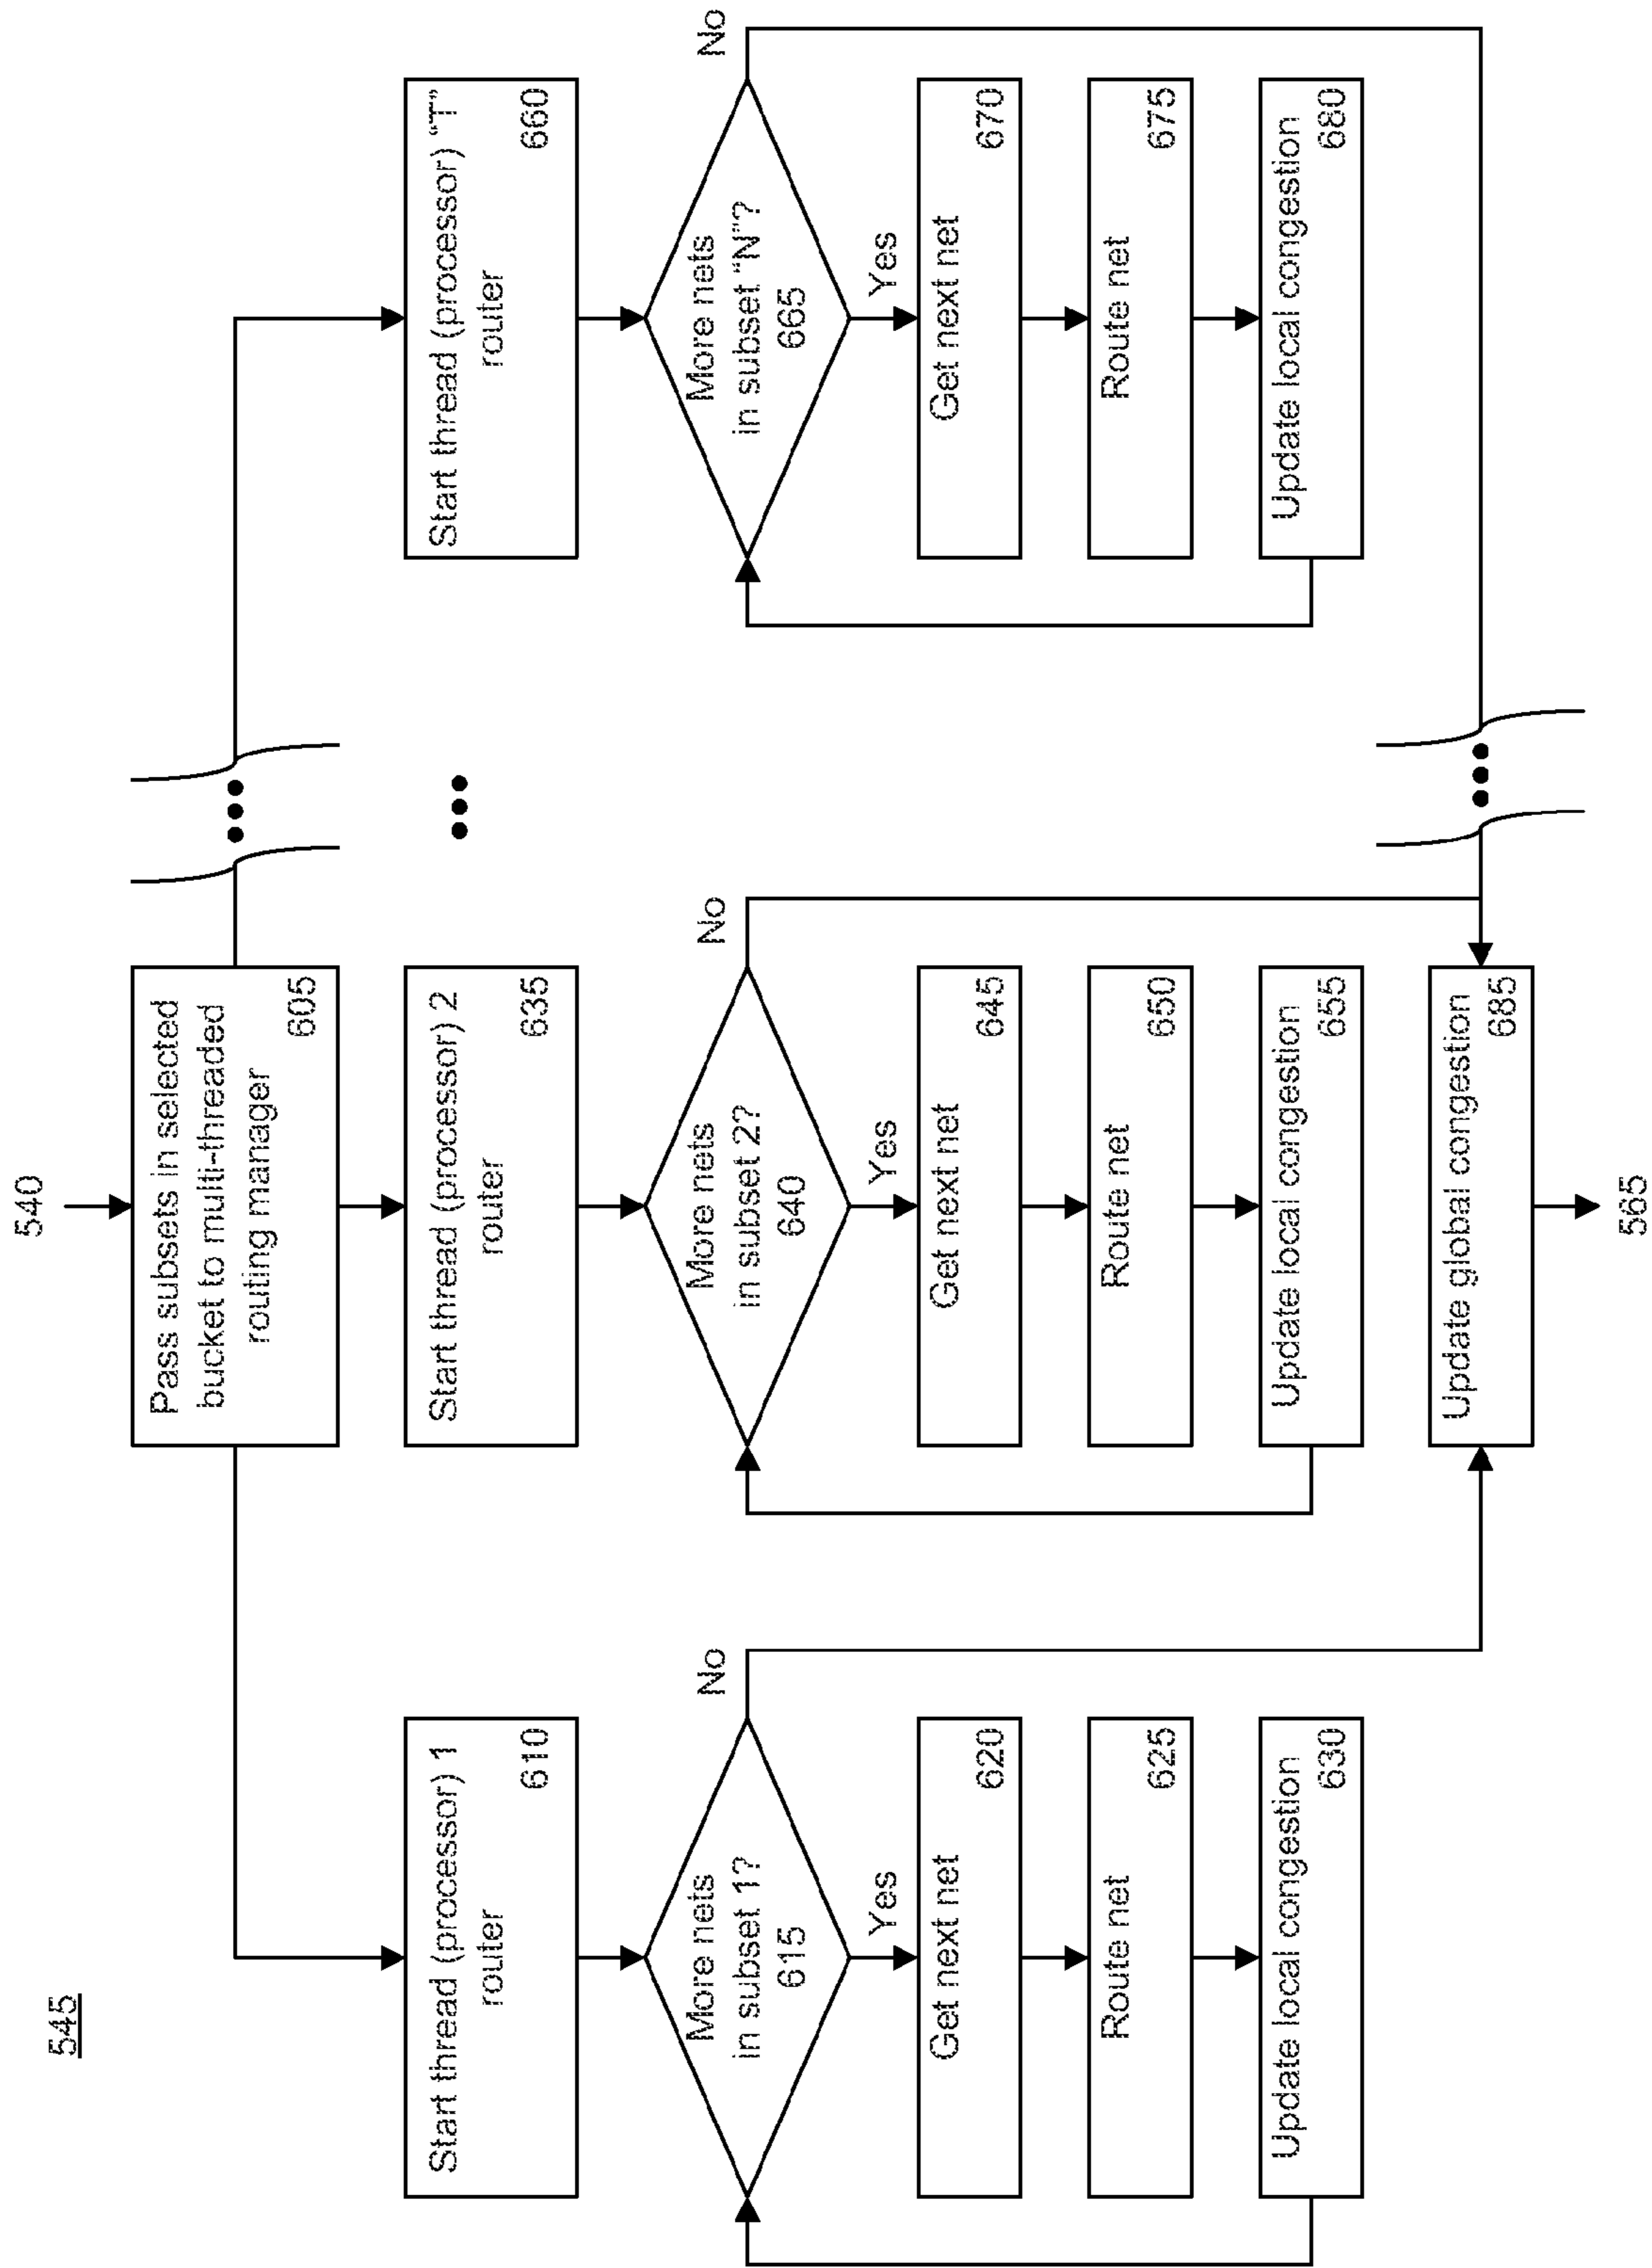 545
540
Pass subsets in selected
bucket to multi-threaded
routing manager
605
Start thread (processor) 1
router
610
More nets
in subset 1?
615
No
Yes
Get next net
620
Route net
625
Update local congestion
630
Start thread (processor) 2
router
635
More nets
in subset 2?
640
No
Yes
Get next net
645
Route net
650
Update local congestion
655
Start thread (processor) "T"
router
660
More nets
in subset "N"?
665
No
Yes
Get next net
670
Route net
675
Update local congestion
680
Update global congestion
685
565